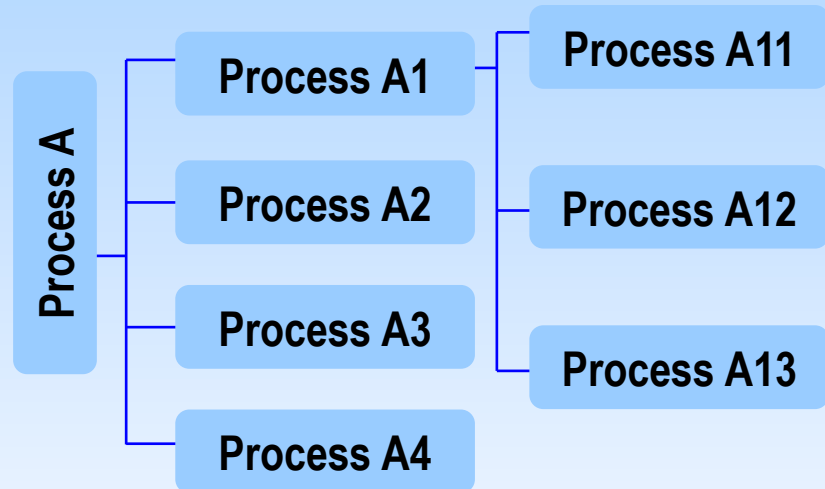 Process A
Process A1
Process A2
Process A3
Process A4
Process A11
Process A12
Process A13